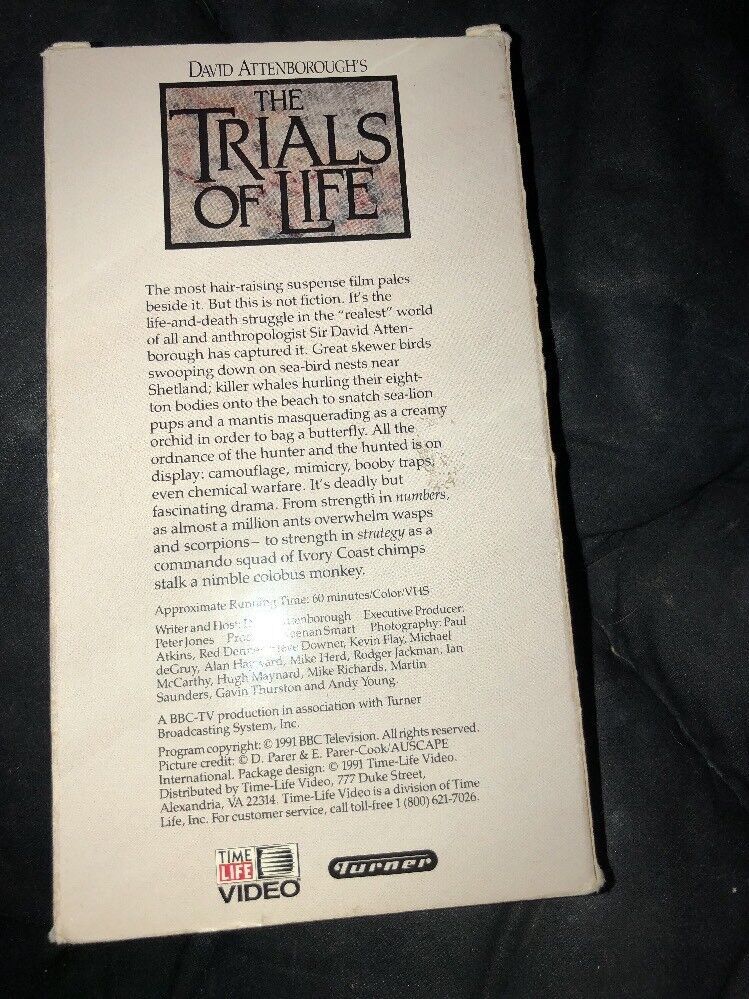 DAVID ATTENBOROUGH'S
THE
TRIALS
OF LIFE
The most hair-raising suspense film pales
beside it. But this is not fiction. It's the
life-and-death struggle in the "realest" world
of all and anthropologist Sir David Atten-
borough has captured it. Great skewer birds
swooping down on sea-bird nests near
Shetland; killer whales hurling their eight-
ton bodies onto the beach to snatch sea-lion
pups and a mantis masquerading as a creamy
orchid in order to bag a butterfly. All the
ordnance of the hunter and the hunted is on
display: camouflage, mimicry, booby traps,
even chemical warfare. It's deadly but
fascinating drama. From strength in numbers,
as almost a million ants overwhelm wasps
and scorpions– to strength in strategy as a
commando squad of Ivory Coast chimps
stalk a nimble colobus monkey.
Approximate Running Time: 60 minutes/Color/VHS
Writer and Host: Attenborough Executive Producer:
Peter Jones Keenan Smart Photography: Paul
Atkins, Red Denner, Steve Downer, Kevin Flay, Michael
deGruy, Alan Hayward, Mike Herd, Rodger Jackman, Ian
McCarthy, Hugh Maynard, Mike Richards, Martin
Saunders, Gavin Thurston and Andy Young.
A BBC-TV production in association with Turner
Broadcasting System, Inc.
Program copyright: © 1991 BBC Television. All rights reserved.
Picture credit: © D. Parer & E. Parer-Cook/AUSCAPE
International. Package design: © 1991 Time-Life Video.
Distributed by Time-Life Video, 777 Duke Street,
Alexandria, VA 22314. Time-Life Video is a division of Time
Life, Inc. For customer service, call toll-free 1 (800) 621-7026.
TIME
LIFE
VIDEO
Turner